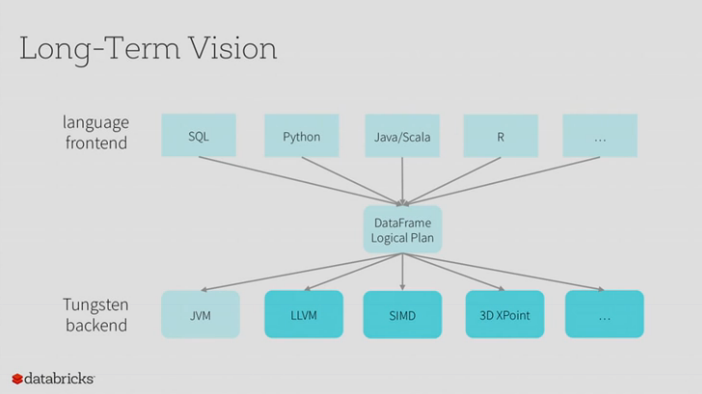 Long-Term Vision
language
frontend
SQL
Python
Java/Scala
R
...
DataFrame
Logical Plan
Tungsten
backend
JVM
LLVM
SIMD
3D XPoint
...
databricks